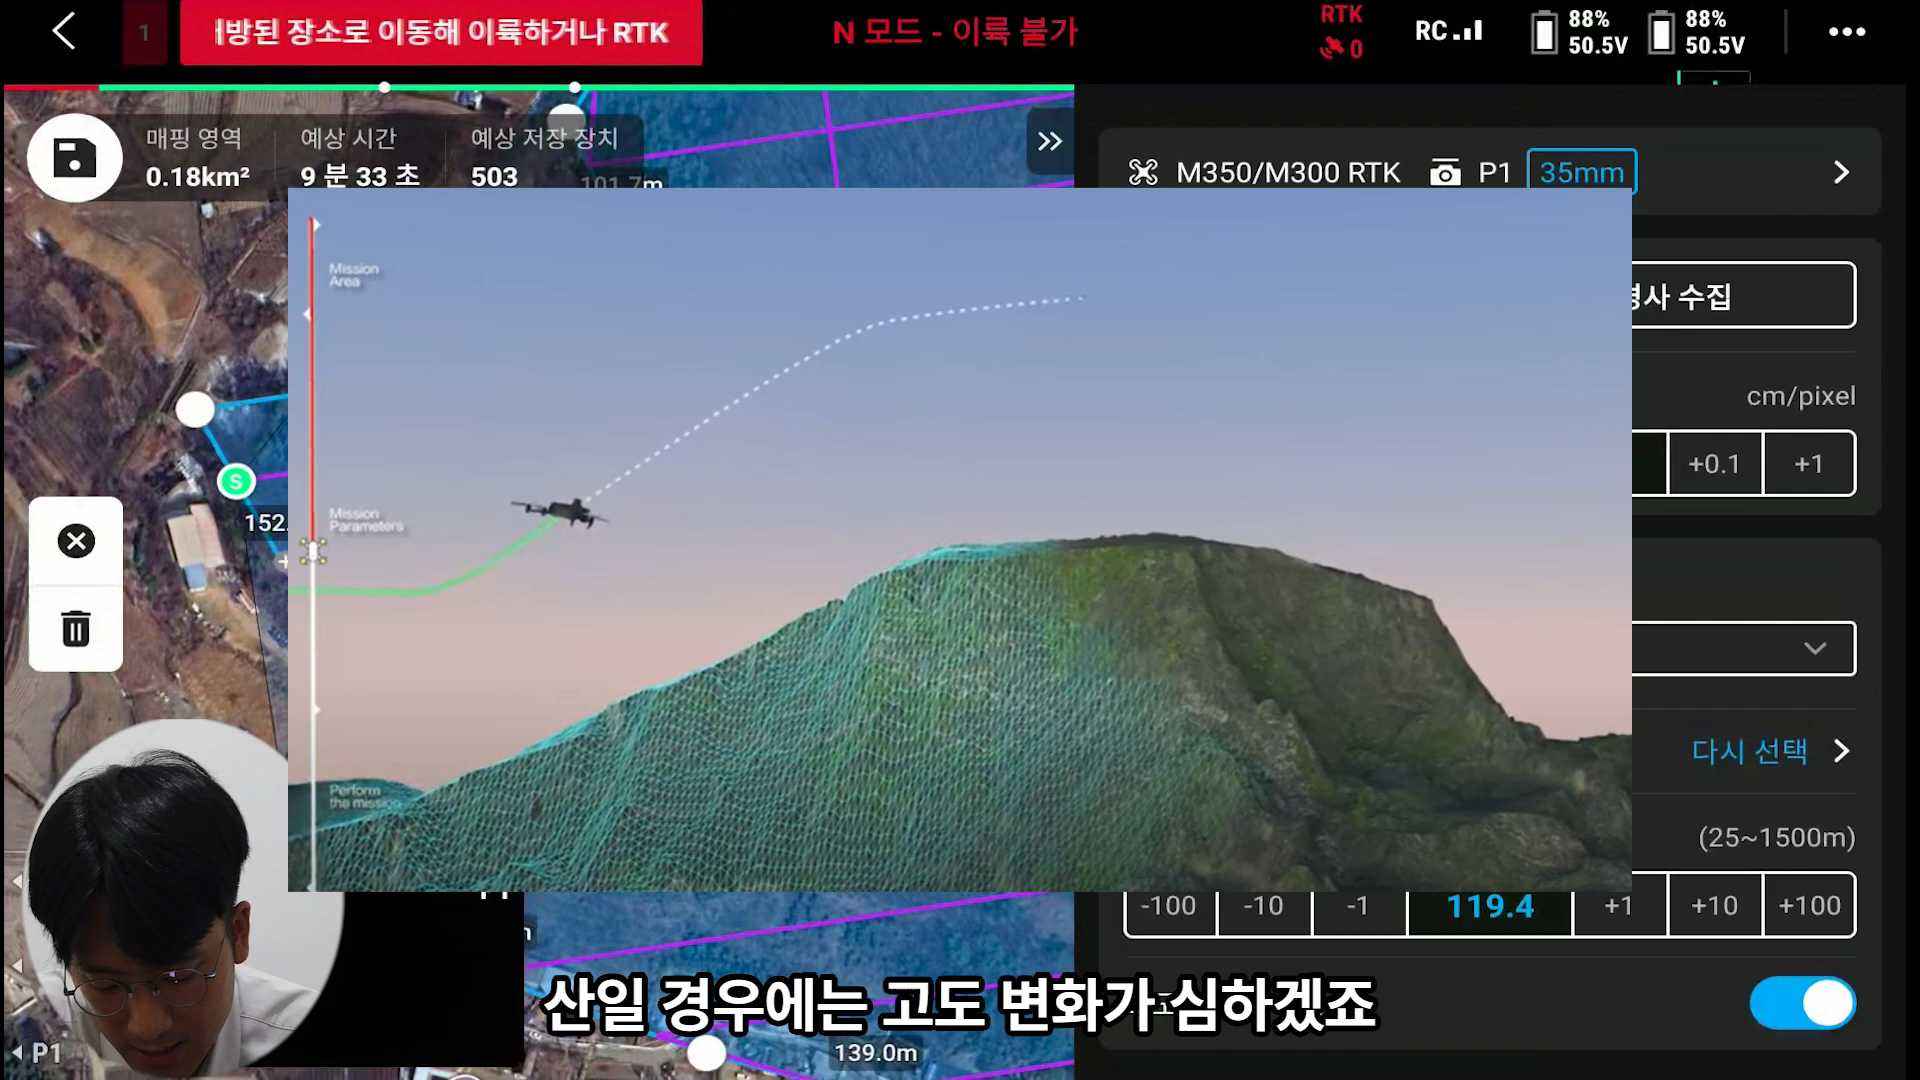 1
방된 장소로 이동해 이륙하거나 RTK
N 모드 - 이륙 불가
RTK
0
RC
88%
50.5V
88%
50.5V
매핑 영역
0.18km²
예상 시간
9 분 33 초
예상 저장 장치
503
101.7m
M350/M300 RTK
P1
35mm
Mission
Area
경사 수집
cm/pixel
+0.1
+1
S
152.
Mission
Parameters
다시 선택
Perform
the mission
(25~1500m)
-100
-10
-1
119.4
+1
+10
+100
산일 경우에는 고도 변화가 심하겠죠
P1
139.0m